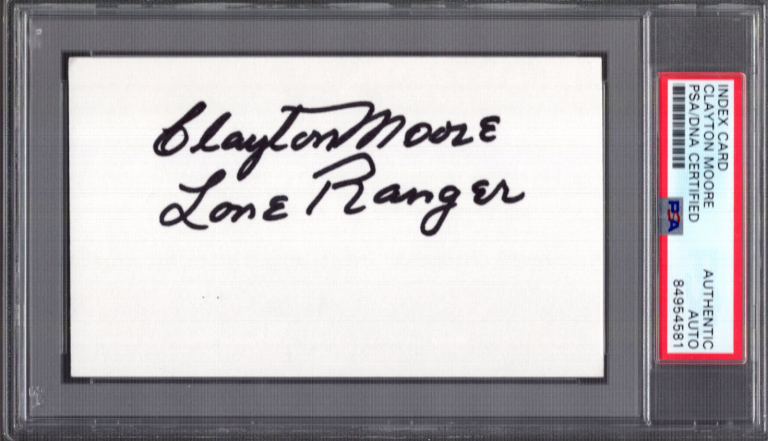 Clayton Moore
Lone Ranger
INDEX CARD
CLAYTON MOORE
PSA/DNA CERTIFIED
PSA
AUTHENTIC
AUTO
84954581